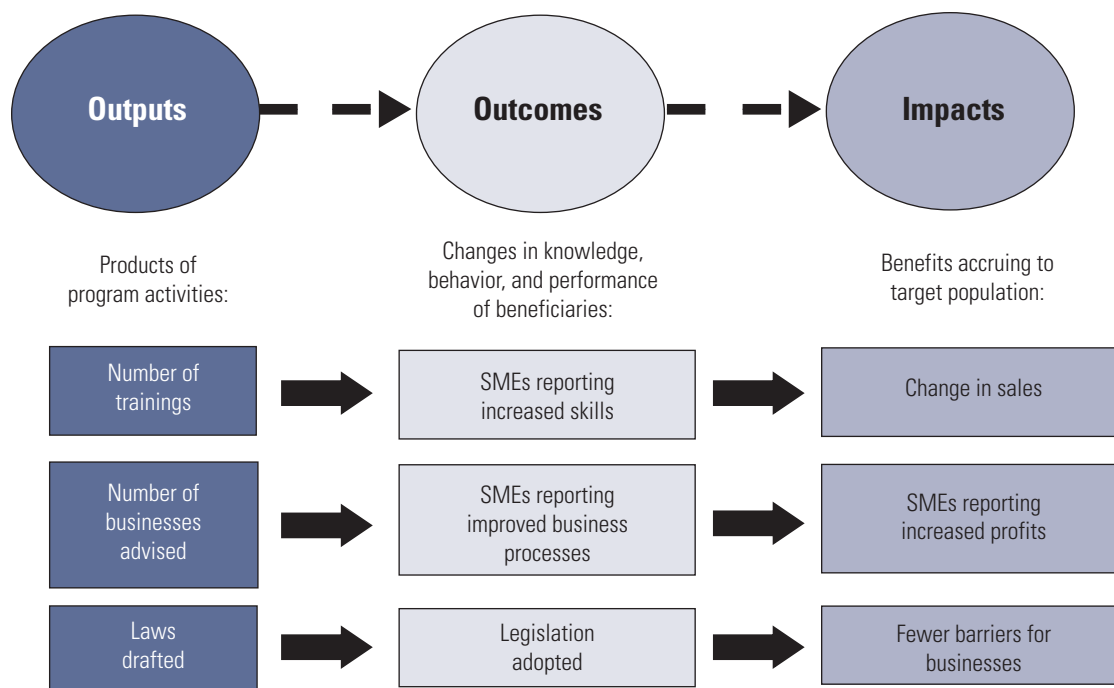 Outputs
Outcomes
Impacts
Products of
program activities:
Changes in knowledge,
behavior, and performance
of beneficiaries:
Benefits accruing to
target population:
Number of
trainings
SMEs reporting
increased skills
Change in sales
Number of
businesses
advised
SMEs reporting
improved business
processes
SMEs reporting
increased profits
Laws
drafted
Legislation
adopted
Fewer barriers for
businesses